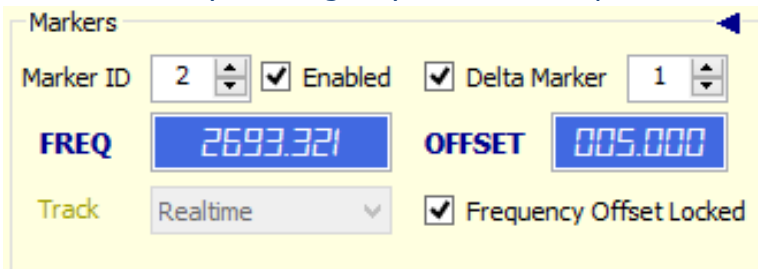 Markers
Marker ID 2 Enabled Delta Marker 1
FREQ 2693.321 OFFSET 005.000
Track Realtime Frequency Offset Locked